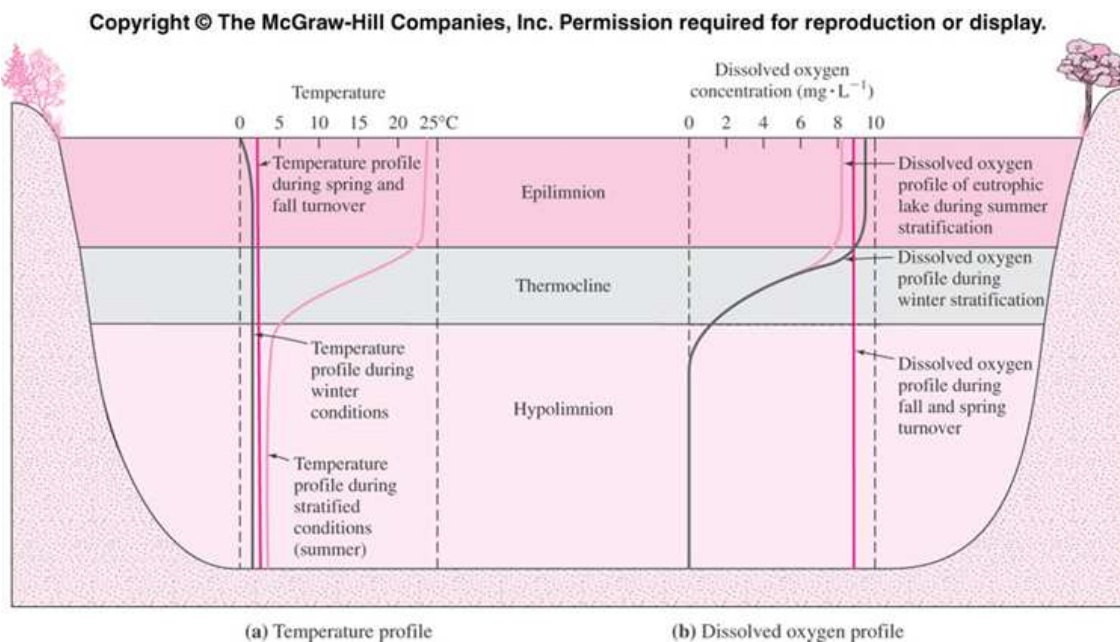 Copyright © The McGraw-Hill Companies, Inc. Permission required for reproduction or display.
Temperature
0 5 10 15 20 25°C
Dissolved oxygen
concentration (mg·L⁻¹)
0 2 4 6 8 10
Temperature profile
during spring and
fall turnover
Epilimnion
Dissolved oxygen
profile of eutrophic
lake during summer
stratification
Thermocline
Dissolved oxygen
profile during
winter stratification
Temperature
profile during
winter
conditions
Hypolimnion
Dissolved oxygen
profile during
fall and spring
turnover
Temperature
profile during
stratified
conditions
(summer)
(a) Temperature profile
(b) Dissolved oxygen profile